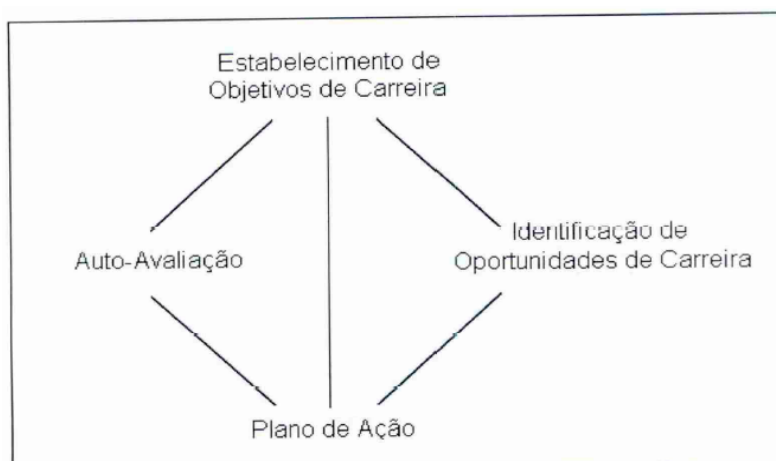 Estabelecimento de
Objetivos de Carreira
Auto-Avaliação
Identificação de
Oportunidades de Carreira
Plano de Ação